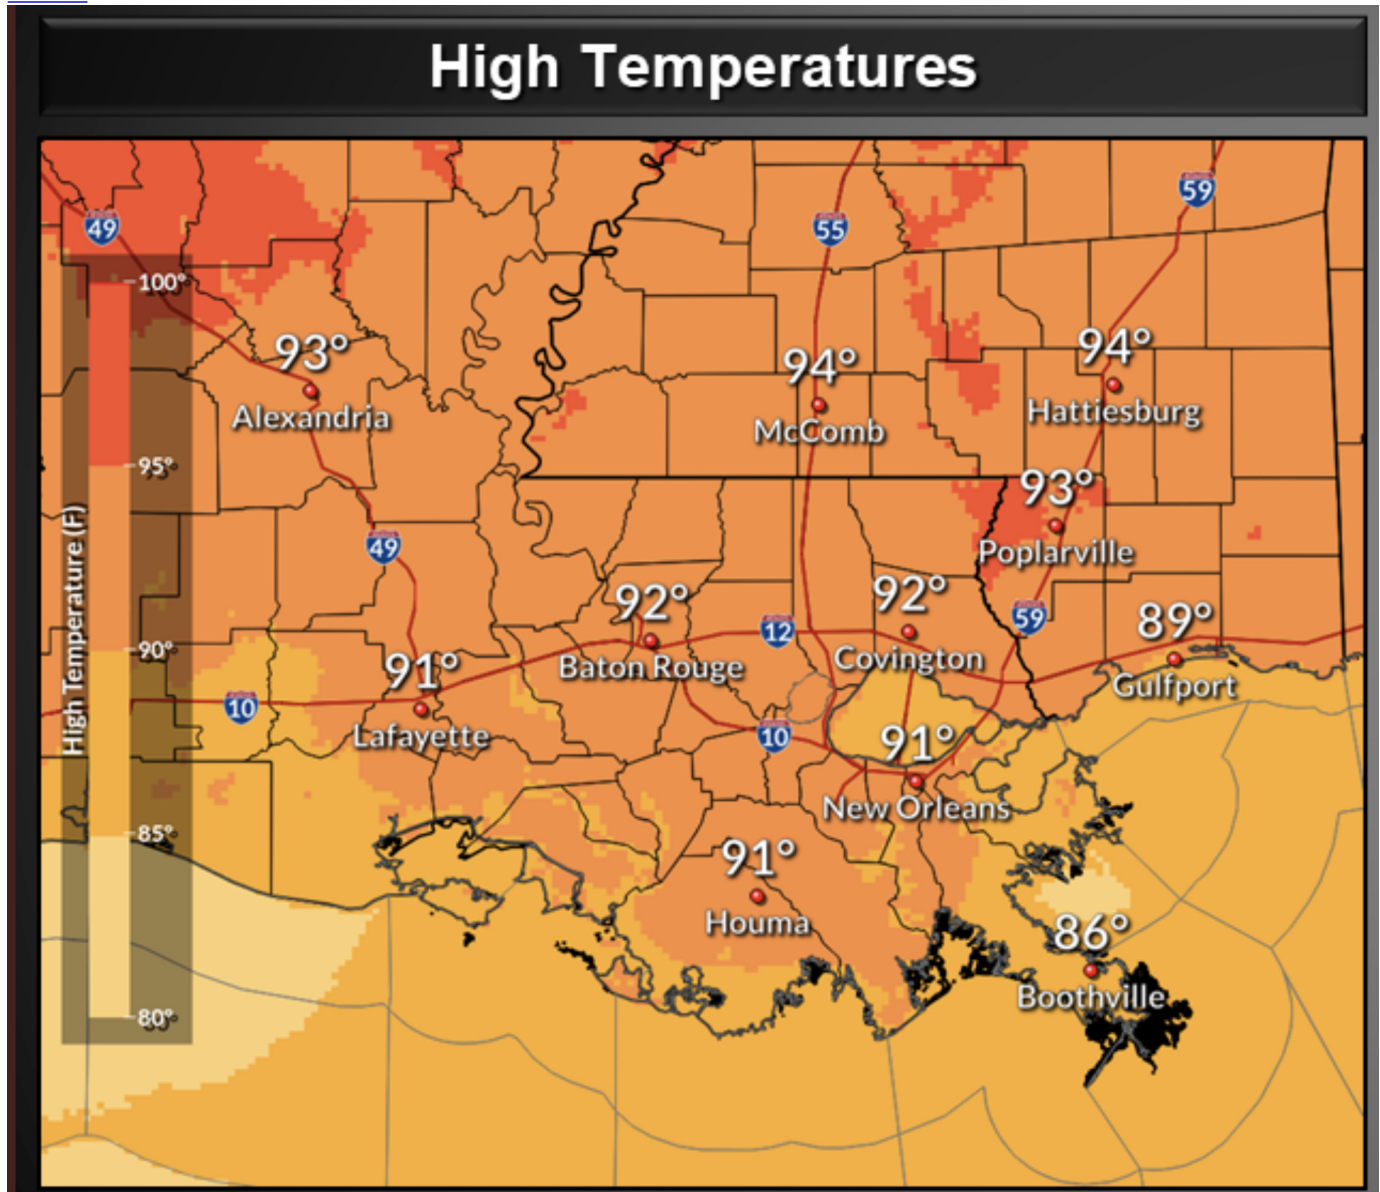 High Temperatures
49
55
59
100°
93°
Alexandria
94°
McComb
94°
Hattiesburg
95°
93°
Poplarville
49
High Temperature (F)
92°
Baton Rouge
12
92°
Covington
59
89°
Gulfport
90°
91°
Lafayette
10
10
91°
New Orleans
85°
91°
Houma
86°
Boothville
80°